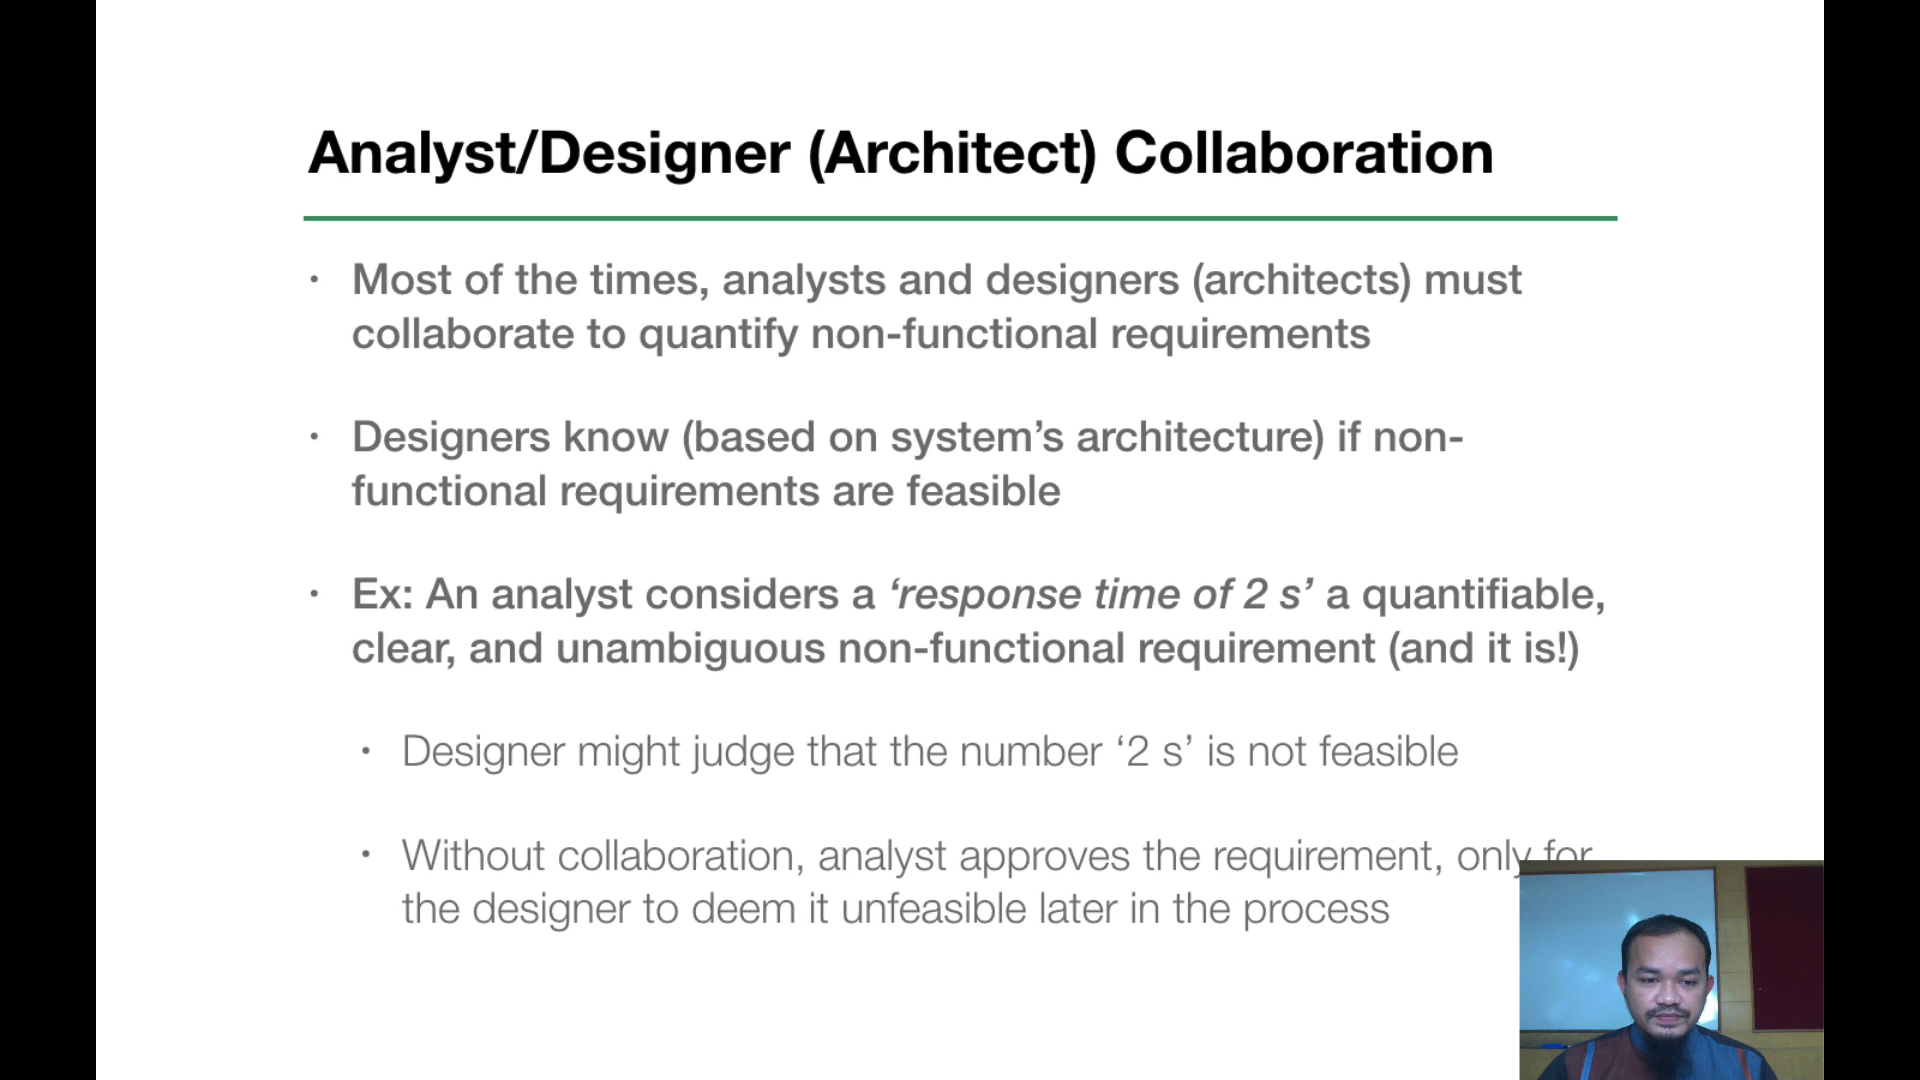 Analyst/Designer (Architect) Collaboration
• Most of the times, analysts and designers (architects) must
collaborate to quantify non-functional requirements
• Designers know (based on system’s architecture) if non-
functional requirements are feasible
• Ex: An analyst considers a ‘response time of 2 s’ a quantifiable,
clear, and unambiguous non-functional requirement (and it is!)
• Designer might judge that the number ‘2 s’ is not feasible
• Without collaboration, analyst approves the requirement, only for
the designer to deem it unfeasible later in the process